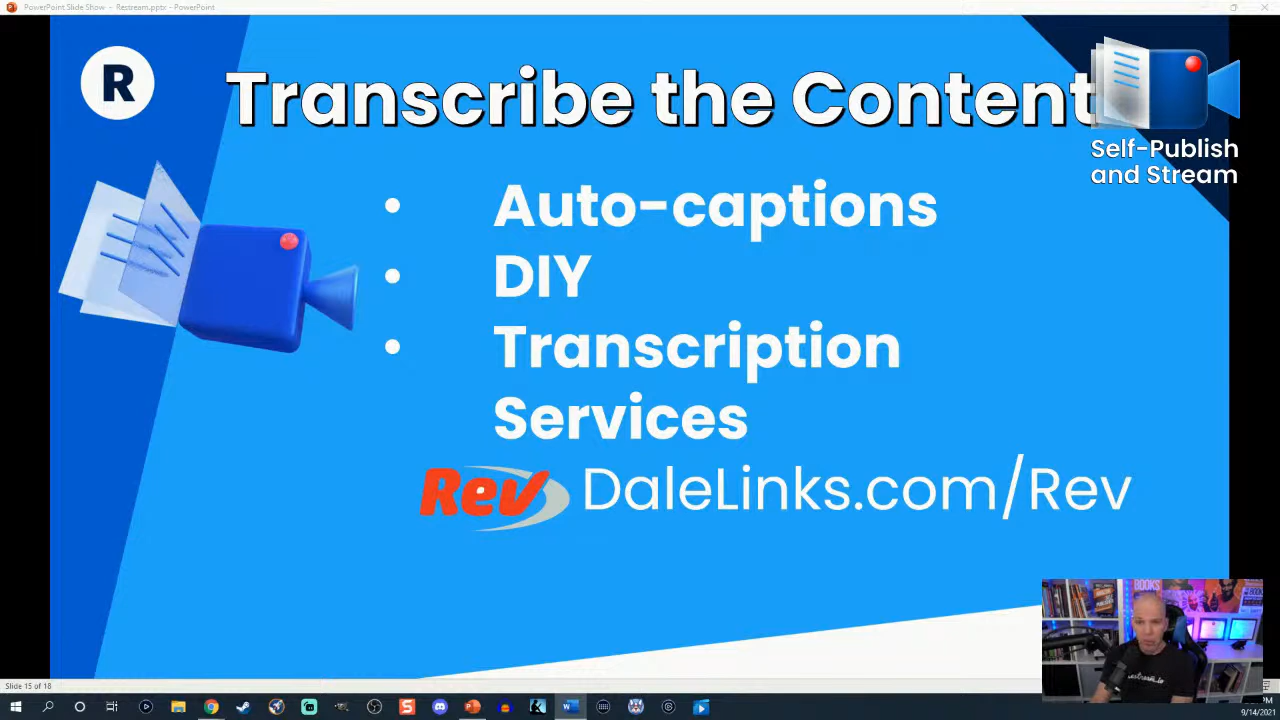 PowerPoint Slide Show - Restream.pptx - PowerPoint
R
Transcribe the Content
Self-Publish
and Stream
• Auto-captions
• DIY
• Transcription
Services
Rev DaleLinks.com/Rev
BOOKS
Slide 15 of 18
9/14/2021